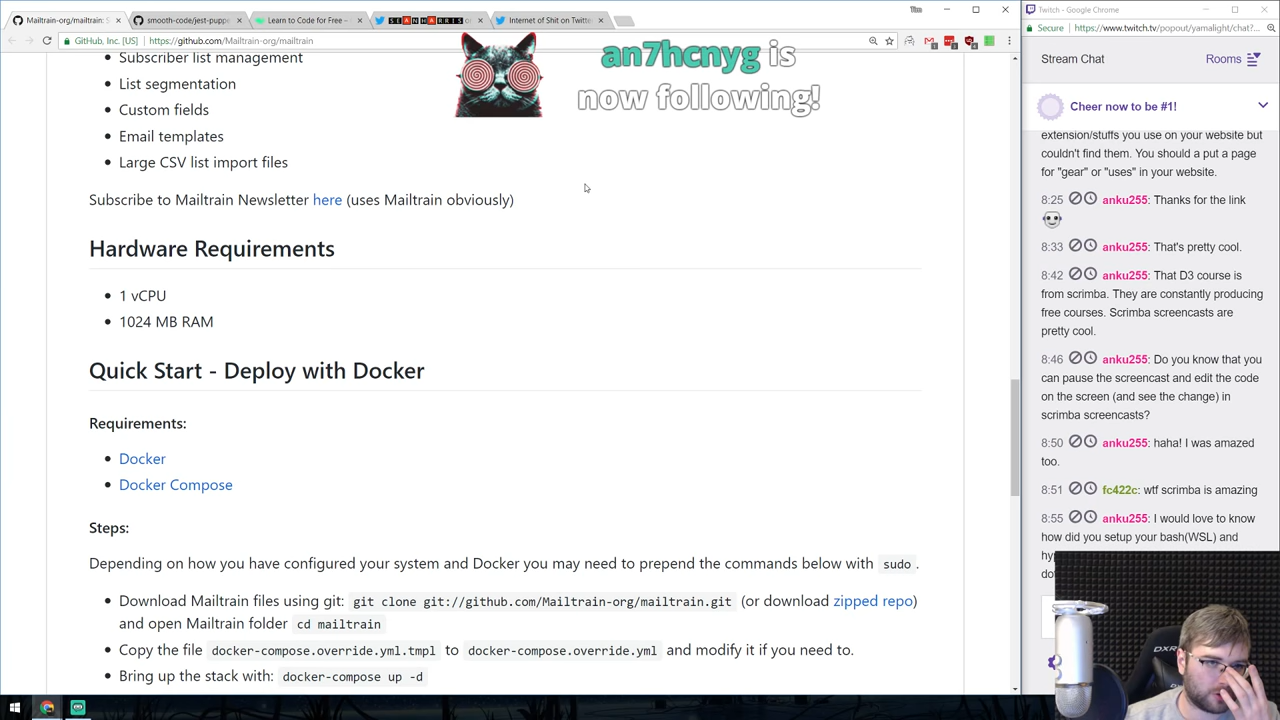 Mailtrain-org/mailtrain: S
smooth-code/jest-puppe
Learn to Code for Free –
SEANHARRIS
Internet of Shit on Twitte
Tim
GitHub, Inc. [US]
https://github.com/Mailtrain-org/mailtrain
Subscriber list management
List segmentation
Custom fields
Email templates
Large CSV list import files
Subscribe to Mailtrain Newsletter here (uses Mailtrain obviously)
Hardware Requirements
1 vCPU
1024 MB RAM
Quick Start - Deploy with Docker
Requirements:
Docker
Docker Compose
Steps:
Depending on how you have configured your system and Docker you may need to prepend the commands below with sudo .
Download Mailtrain files using git: git clone git://github.com/Mailtrain-org/mailtrain.git (or download zipped repo)
and open Mailtrain folder cd mailtrain
Copy the file docker-compose.override.yml.tmpl to docker-compose.override.yml and modify it if you need to.
Bring up the stack with: docker-compose up -d
an7hcnyg is
now following!
Twitch - Google Chrome
Secure
https://www.twitch.tv/popout/yamalight/chat?...
Stream Chat
Rooms
Cheer now to be #1!
extension/stuffs you use on your website but
couldn't find them. You should a put a page
for "gear" or "uses" in your website.
8:25 anku255: Thanks for the link
8:33 anku255: That's pretty cool.
8:42 anku255: That D3 course is
from scrimba. They are constantly producing
free courses. Scrimba screencasts are
pretty cool.
8:46 anku255: Do you know that you
can pause the screencast and edit the code
on the screen (and see the change) in
scrimba screencasts?
8:50 anku255: haha! I was amazed
too.
8:51 fc422c: wtf scrimba is amazing
8:55 anku255: I would love to know
how did you setup your bash(WSL) and
hy
do
DXR